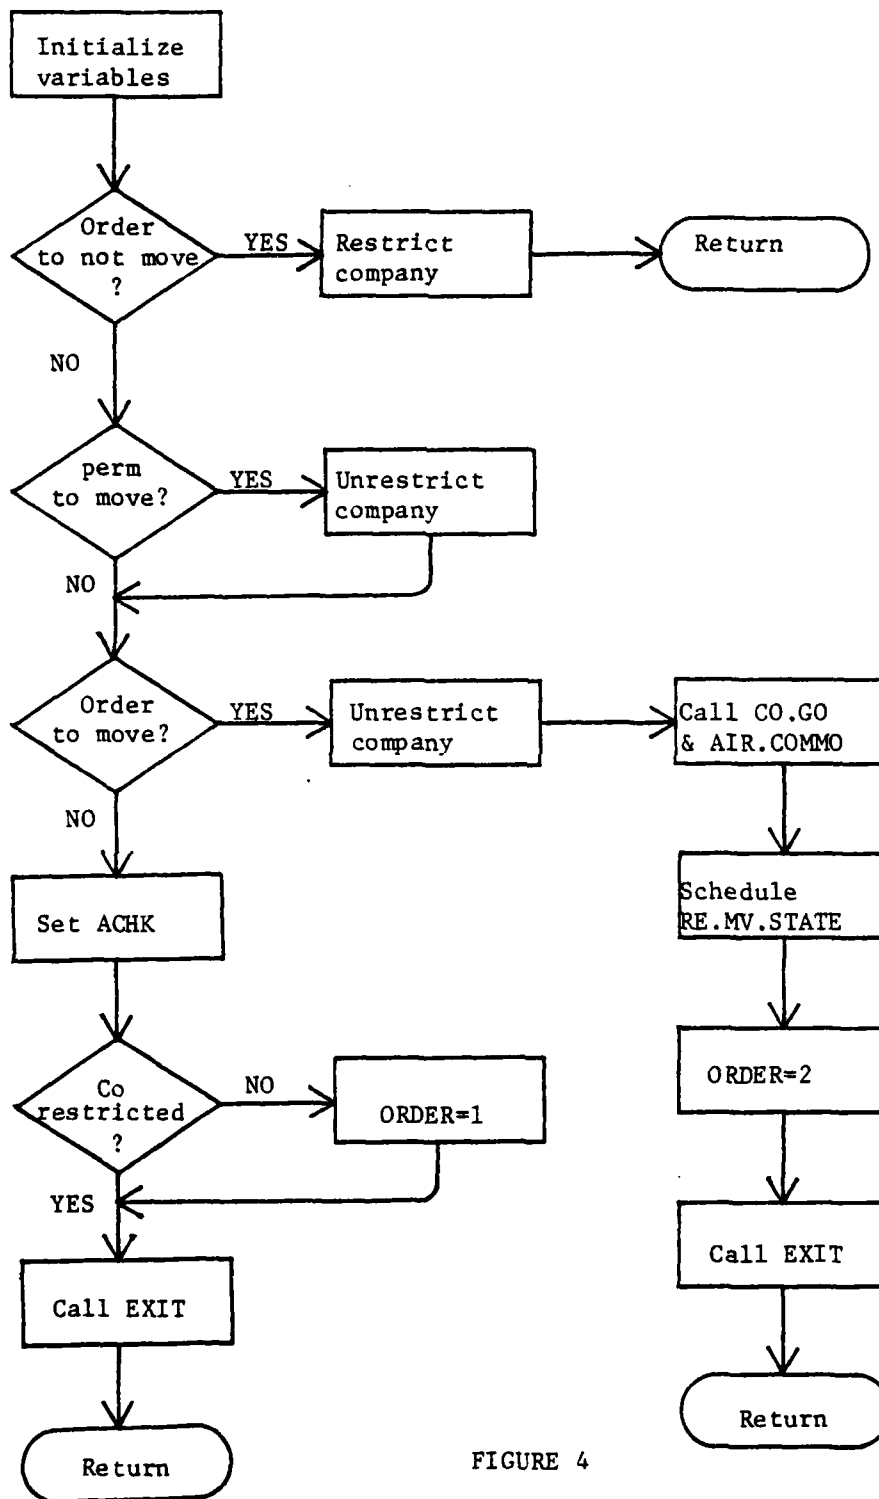 Initialize
variables
Order
to not move
?
YES
Restrict
company
Return
NO
perm
to move?
YES
Unrestrict
company
NO
Order
to move?
YES
Unrestrict
company
Call CO.GO
& AIR.COMMO
NO
Set ACHK
Schedule
RE.MV.STATE
Co
restricted
?
NO
ORDER=1
ORDER=2
YES
Call EXIT
Call EXIT
Return
Return
FIGURE 4